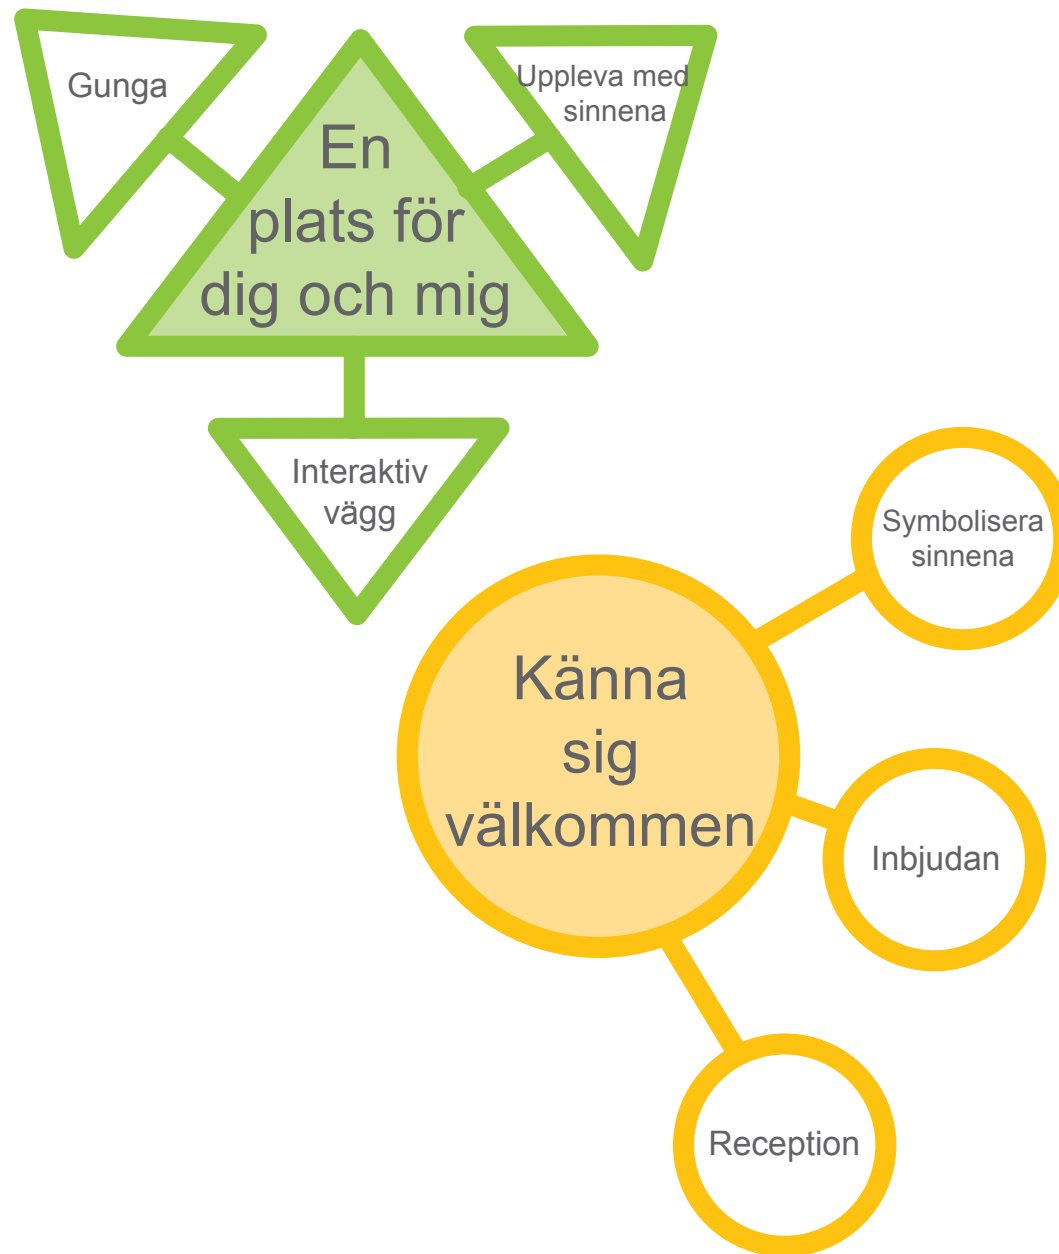 Gunga
Uppleva med
sinnena
En
plats för
dig och mig
Interaktiv
vägg
Symbolisera
sinnena
Känna
sig
välkommen
Inbjudan
Reception